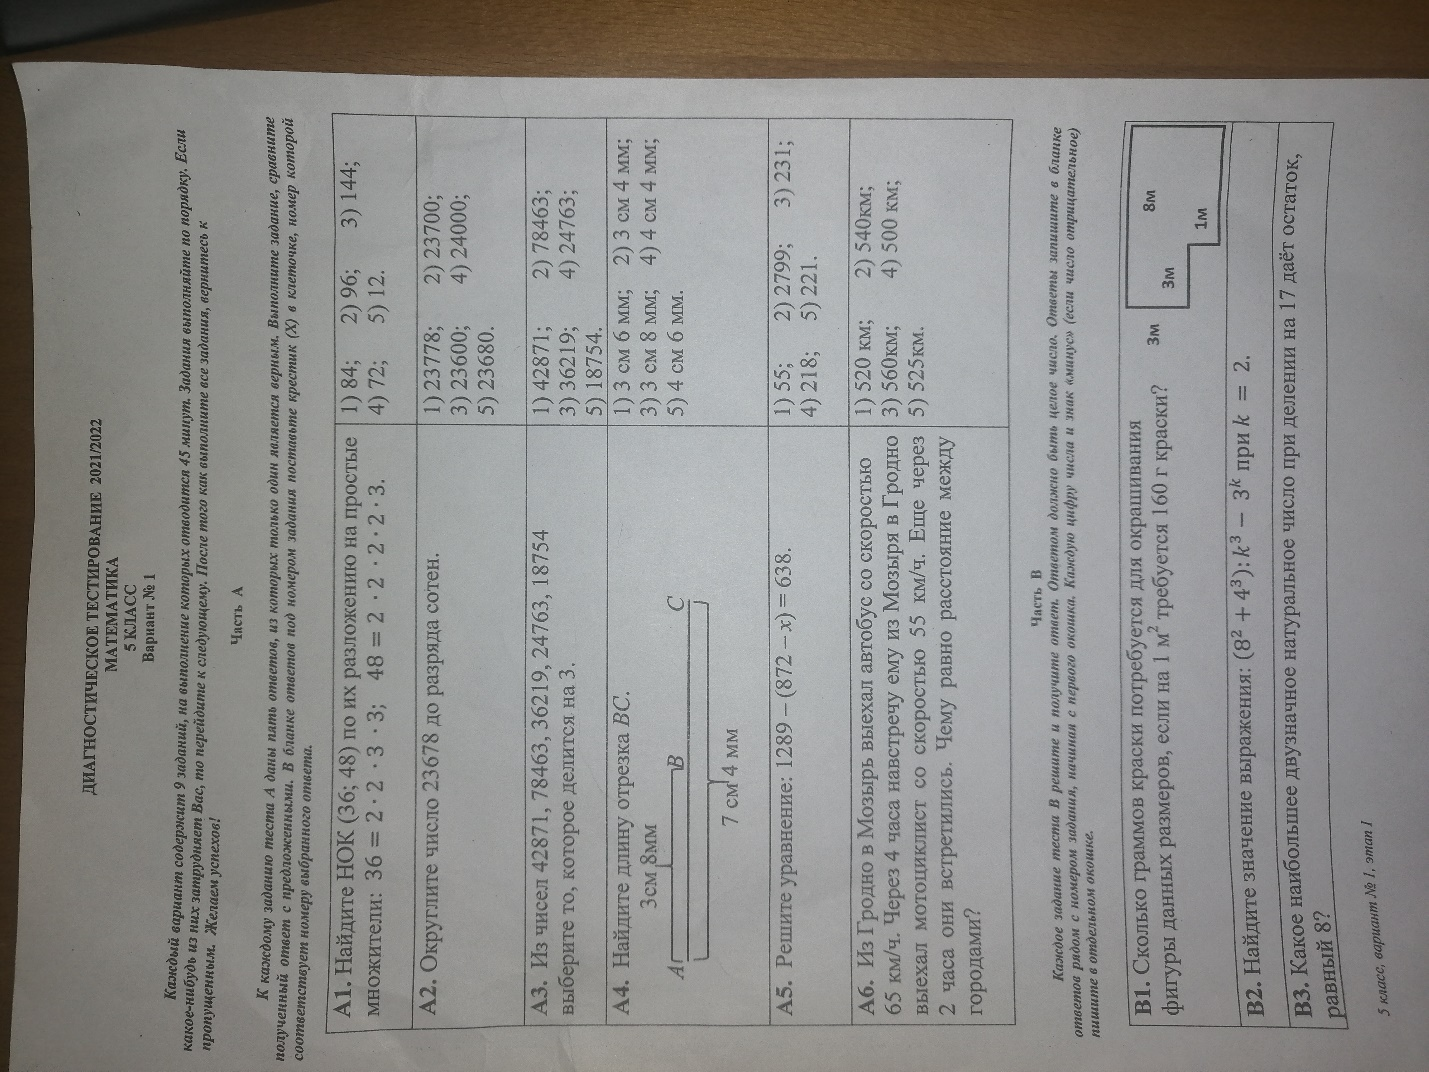 ДИАГНОСТИЧЕСКОЕ ТЕСТИРОВАНИЕ 2021/2022
МАТЕМАТИКА
5 КЛАСС
Вариант № 1
Каждый вариант содержит 9 заданий, на выполнение которых отводится 45 минут. Задания выполняйте по порядку. Если
какое-нибудь из них затрудняет Вас, то перейдите к следующему. После того как выполните все задания, вернитесь к
пропущенным. Желаем успехов!
Часть А
К каждому заданию теста А даны пять ответов, из которых только один является верным. Выполните задание, сравните
полученный ответ с предложенными. В бланке ответов под номером задания поставьте крестик (X) в клеточке, номер которой
соответствует номеру выбранного ответа.
А1. Найдите НОК (36; 48) по их разложению на простые
множители: 36 = 2 · 2 · 3 · 3; 48 = 2 · 2 · 2 · 2 · 3.
1) 84; 2) 96; 3) 144;
4) 72; 5) 12.
А2. Округлите число 23678 до разряда сотен.
1) 23778; 2) 23700;
3) 23600; 4) 24000;
5) 23680.
А3. Из чисел 42871, 78463, 36219, 24763, 18754
выберите то, которое делится на 3.
1) 42871; 2) 78463;
3) 36219; 4) 24763;
5) 18754.
А4. Найдите длину отрезка BC.
3см 8мм
A B C
7 см 4 мм
1) 3 см 6 мм; 2) 3 см 4 мм;
3) 3 см 8 мм; 4) 4 см 4 мм;
5) 4 см 6 мм.
А5. Решите уравнение: 1289 – (872 – x) = 638.
1) 55; 2) 2799; 3) 231;
4) 218; 5) 221.
А6. Из Гродно в Мозырь выехал автобус со скоростью
65 км/ч. Через 4 часа навстречу ему из Мозыря в Гродно
выехал мотоциклист со скоростью 55 км/ч. Еще через
2 часа они встретились. Чему равно расстояние между
городами?
1) 520 км; 2) 540км;
3) 560км; 4) 500 км;
5) 525км.
Часть В
Каждое задание теста В решите и получите ответ. Ответом должно быть целое число. Ответы запишите в бланке
ответов рядом с номером задания, начиная с первого окошка. Каждую цифру числа и знак «минус» (если число отрицательное)
пишите в отдельном окошке.
В1. Сколько граммов краски потребуется для окрашивания
фигуры данных размеров, если на 1 м² требуется 160 г краски?
3м
3м
8м
1м
В2. Найдите значение выражения: (8² + 4³): k³ − 3ᵏ при k = 2.
В3. Какое наибольшее двузначное натуральное число при делении на 17 даёт остаток,
равный 8?
5 класс, вариант № 1, этап I